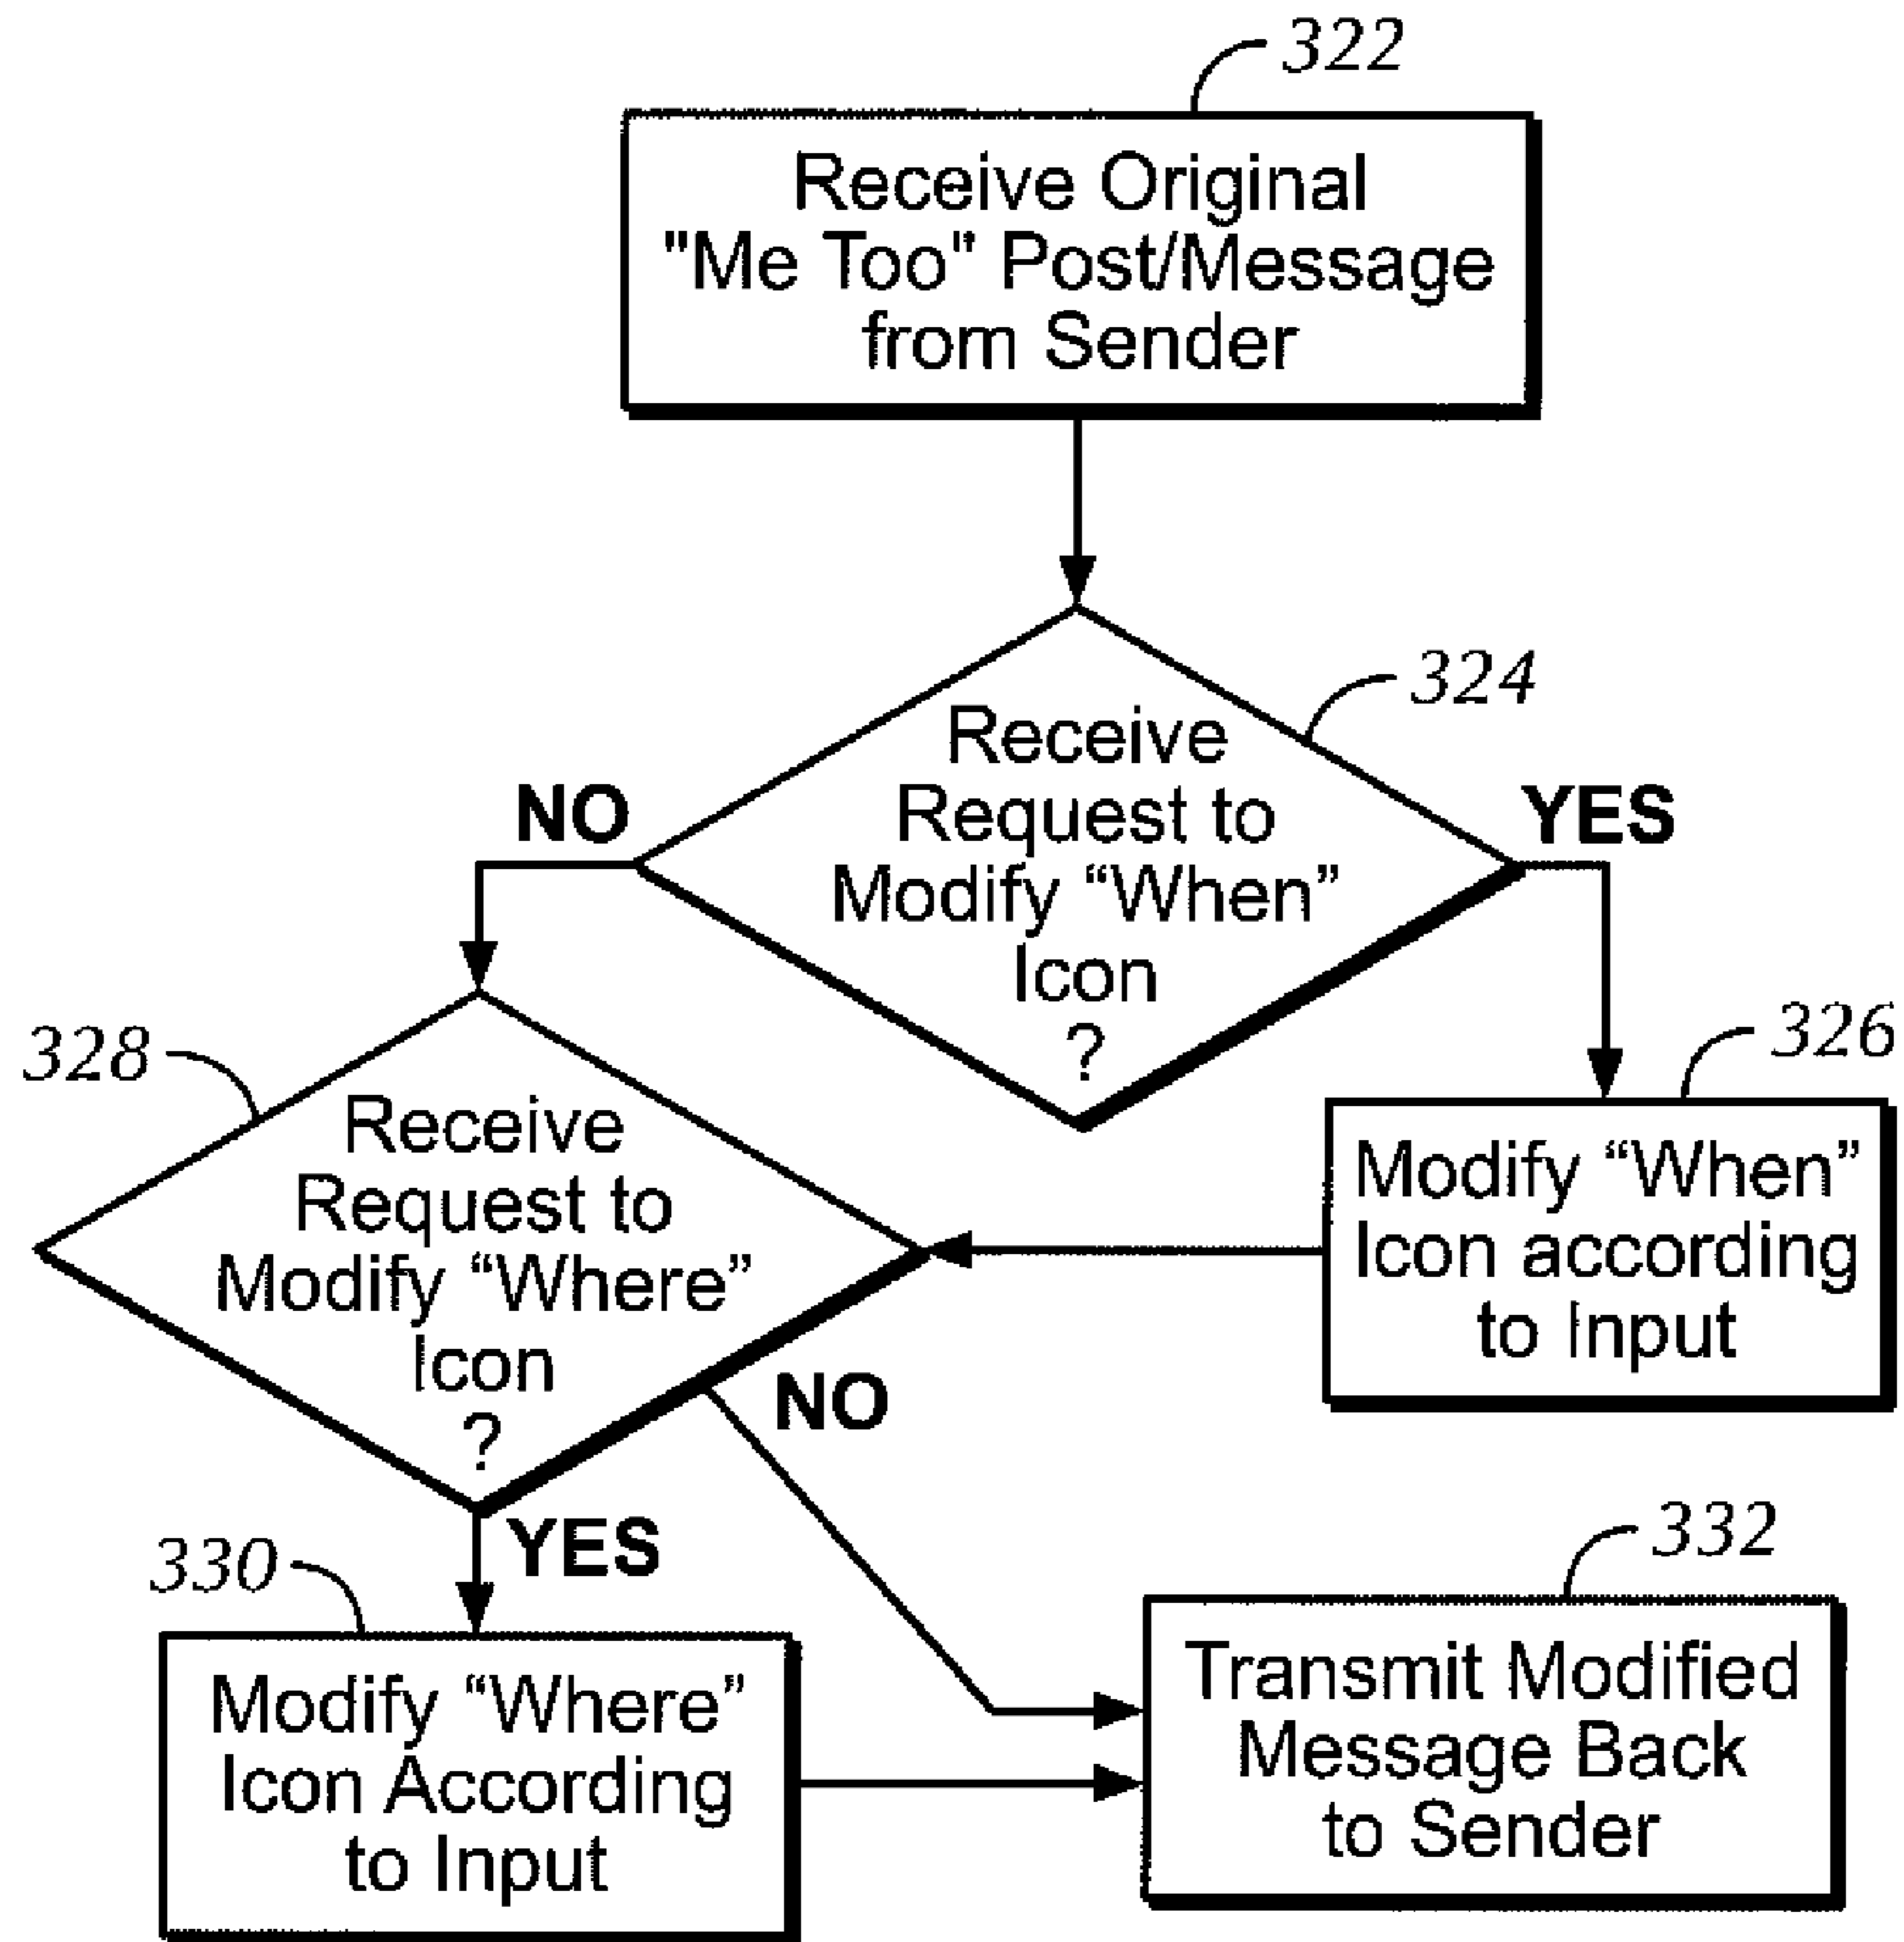 322
Receive Original
"Me Too" Post/Message
from Sender
324
Receive
Request to
Modify “When”
Icon
?
NO
YES
328
Receive
Request to
Modify “Where”
Icon
?
326
Modify “When”
Icon according
to Input
NO
YES
330
Modify “Where”
Icon According
to Input
332
Transmit Modified
Message Back
to Sender